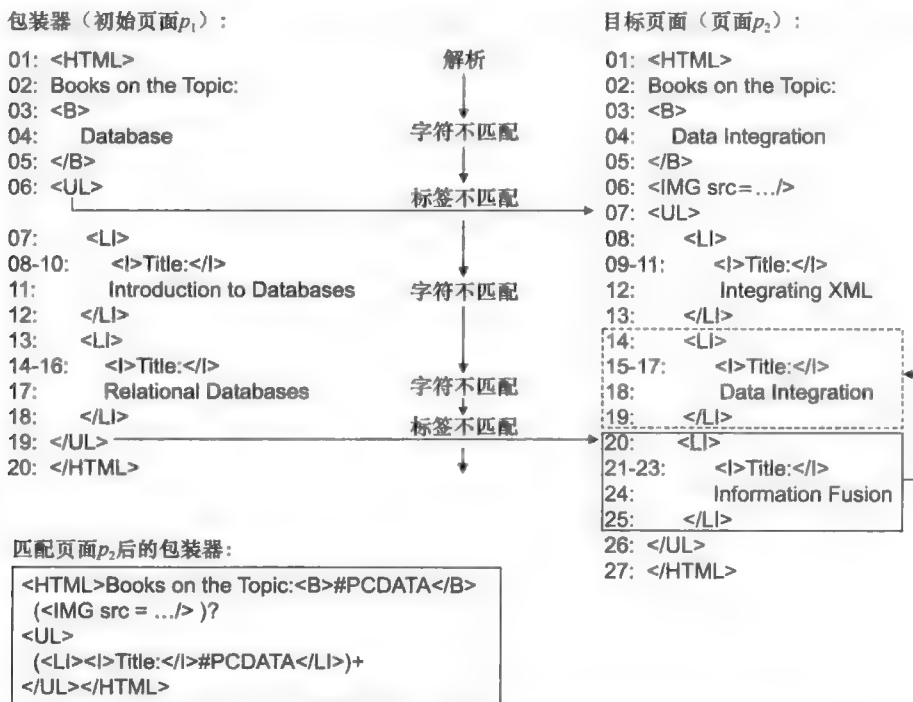 包装器（初始页面p₁）：
01: <HTML>
02: Books on the Topic:
03: <B>
04: Database
05: </B>
06: <UL>
07: <LI>
08-10: <I>Title:</I>
11: Introduction to Databases
12: </LI>
13: <LI>
14-16: <I>Title:</I>
17: Relational Databases
18: </LI>
19: </UL>
20: </HTML>
解析
字符不匹配
标签不匹配
字符不匹配
字符不匹配
标签不匹配
目标页面（页面p₂）：
01: <HTML>
02: Books on the Topic:
03: <B>
04: Data Integration
05: </B>
06: <IMG src=.../>
07: <UL>
08: <LI>
09-11: <I>Title:</I>
12: Integrating XML
13: </LI>
14: <LI>
15-17: <I>Title:</I>
18: Data Integration
19: </LI>
20: <LI>
21-23: <I>Title:</I>
24: Information Fusion
25: </LI>
26: </UL>
27: </HTML>
匹配页面p₂后的包装器：
<HTML>Books on the Topic:<B>#PCDATA</B>
(<IMG src = .../> )?
<UL>
(<LI><I>Title:</I>#PCDATA</LI>)+
</UL></HTML>